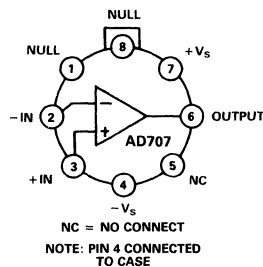 NULL
NULL
8
+VS
1
7
-IN
2
-
6
OUTPUT
AD707
+
+IN
3
5
NC
4
-VS
NC = NO CONNECT
NOTE: PIN 4 CONNECTED
TO CASE